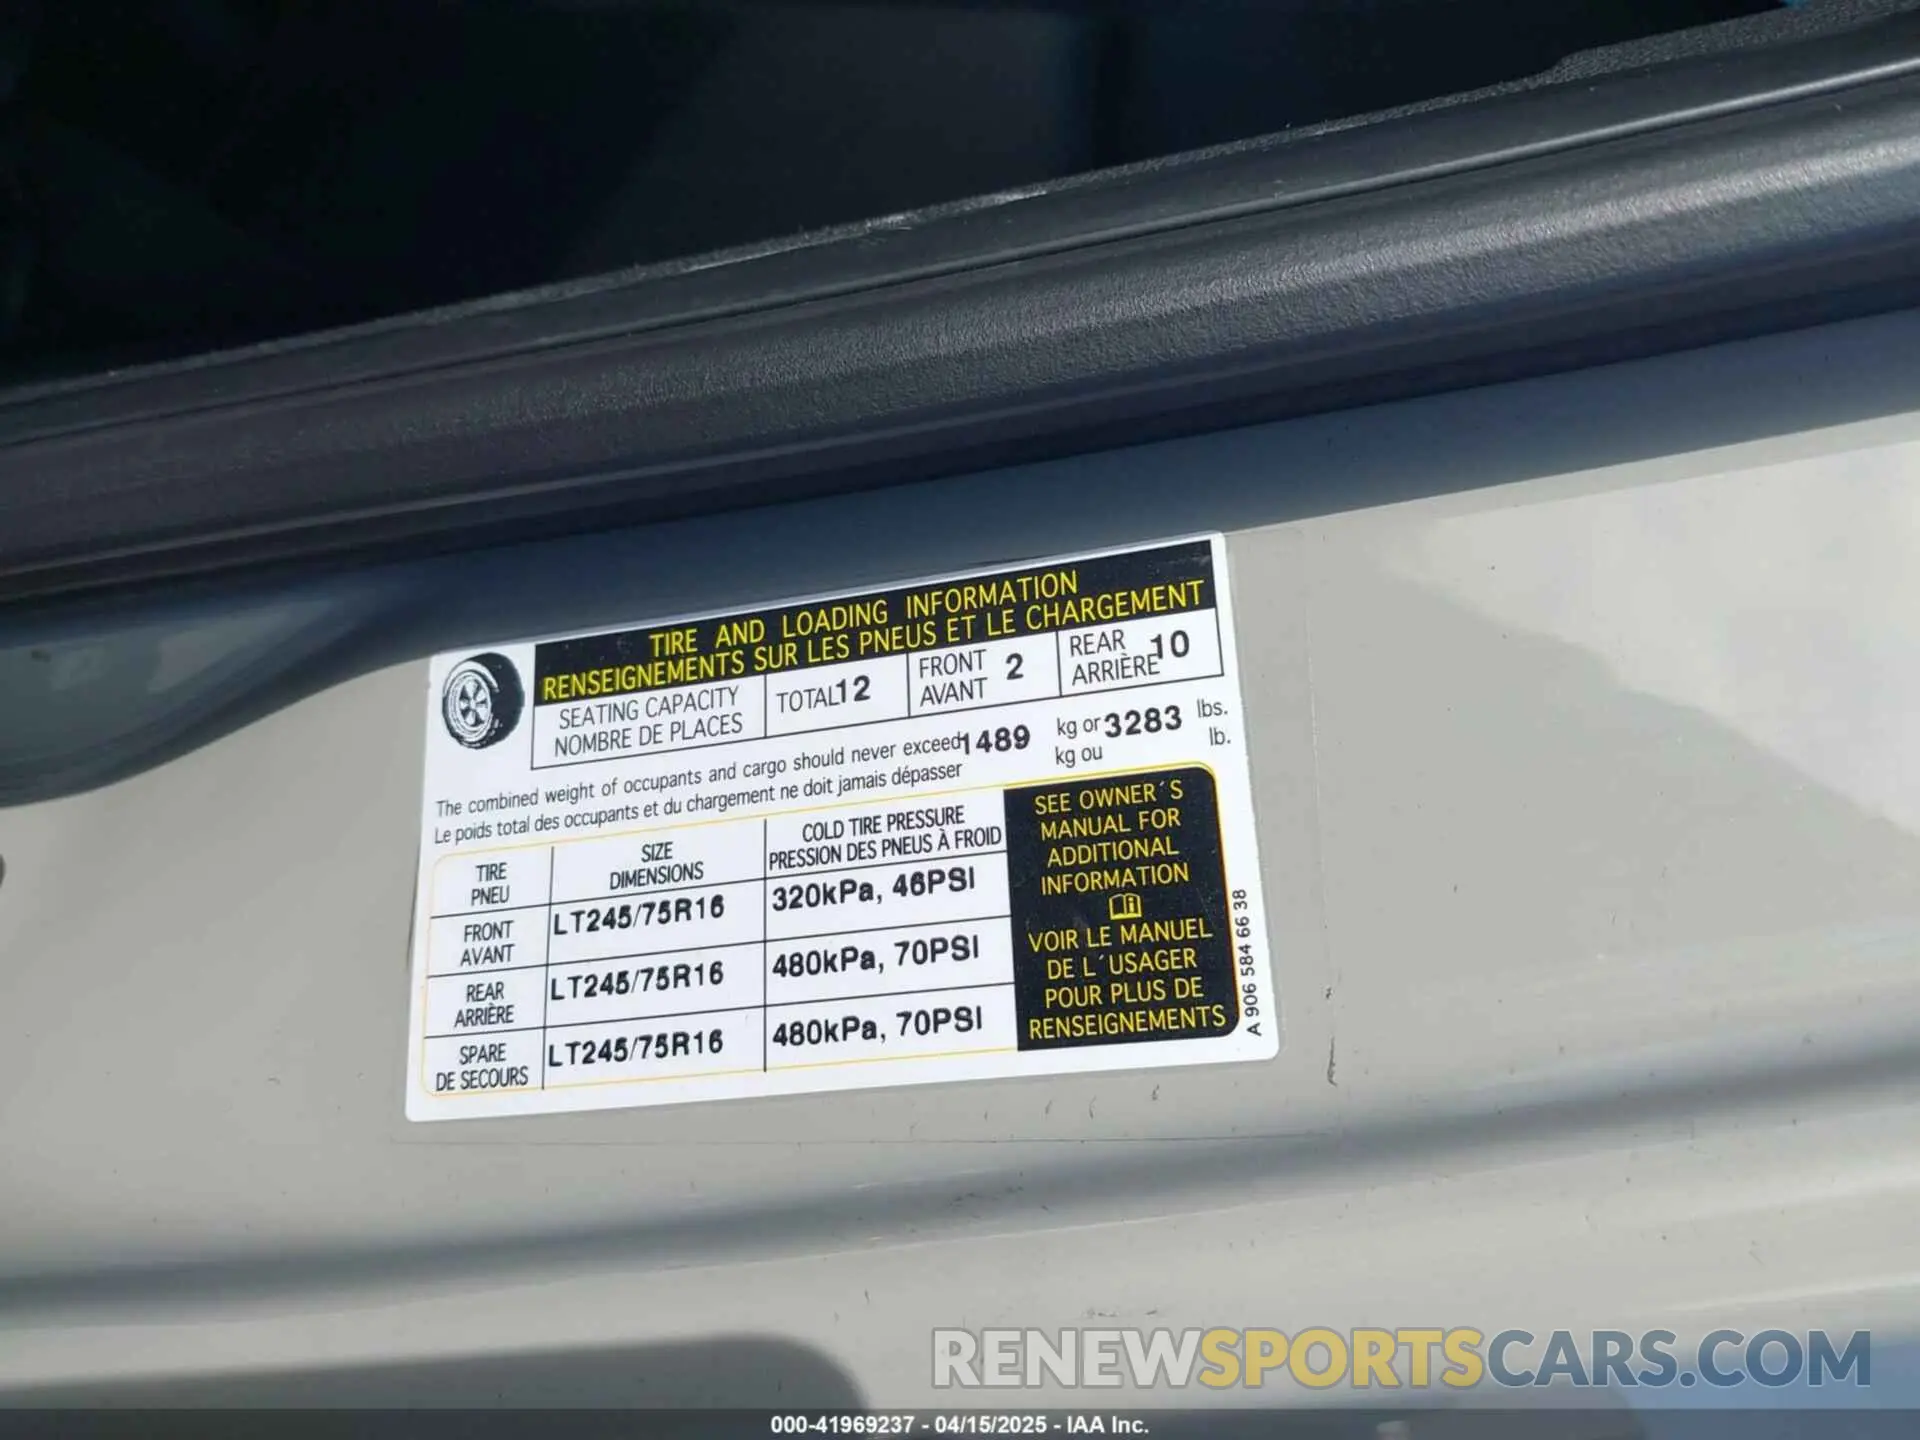 TIRE AND LOADING INFORMATION
RENSEIGNEMENTS SUR LES PNEUS ET LE CHARGEMENT
SEATING CAPACITY
NOMBRE DE PLACES
TOTAL 12
FRONT
AVANT
2
REAR
ARRIÈRE
10
The combined weight of occupants and cargo should never exceed 1489 kg or 3283 lbs.
Le poids total des occupants et du chargement ne doit jamais dépasser kg ou lb.
TIRE
PNEU
SIZE
DIMENSIONS
COLD TIRE PRESSURE
PRESSION DES PNEUS À FROID
FRONT
AVANT
LT245/75R16
320kPa, 46PSI
REAR
ARRIÈRE
LT245/75R16
480kPa, 70PSI
SPARE
DE SECOURS
LT245/75R16
480kPa, 70PSI
SEE OWNER´S
MANUAL FOR
ADDITIONAL
INFORMATION
VOIR LE MANUEL
DE L´USAGER
POUR PLUS DE
RENSEIGNEMENTS
A 906 584 66 38
RENEWSPORTSCARS.COM
000-41969237 - 04/15/2025 - IAA Inc.